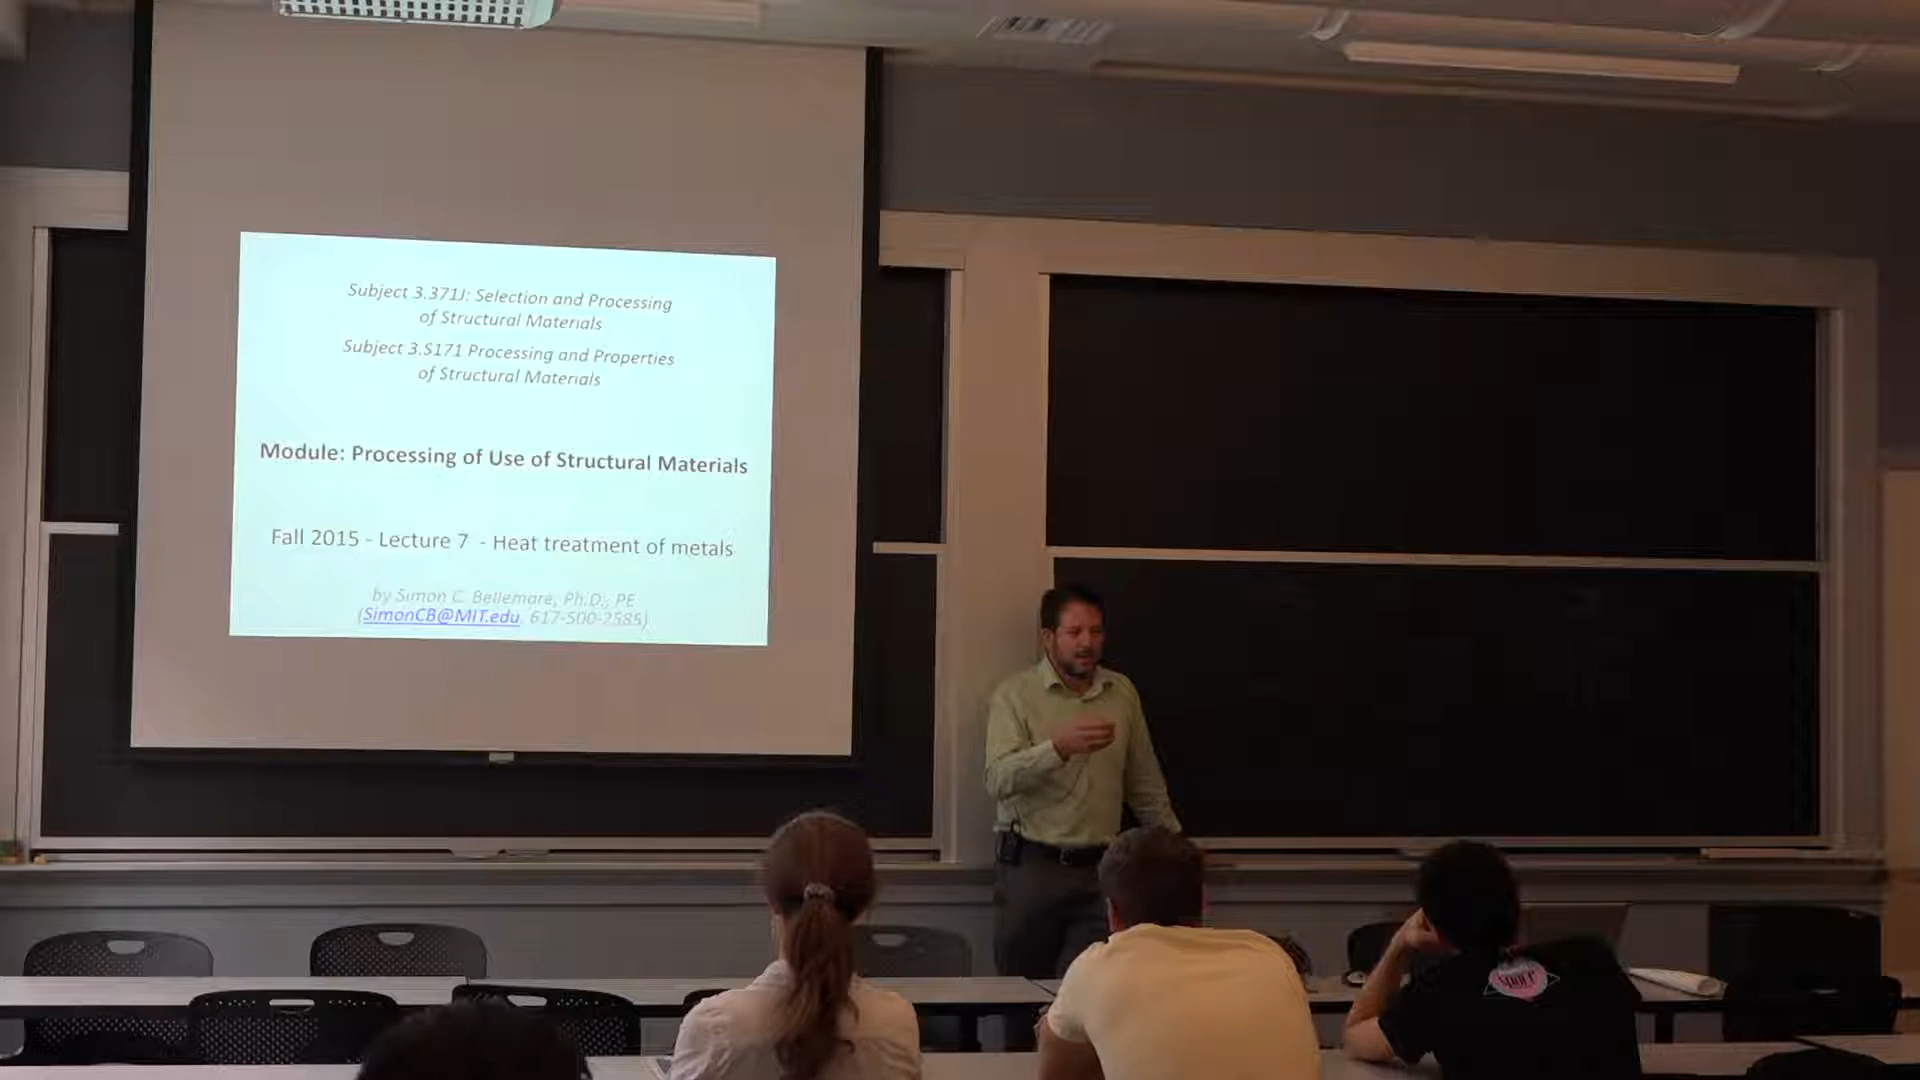 Subject 3.371J: Selection and Processing
of Structural Materials
Subject 3.S171 Processing and Properties
of Structural Materials
Module: Processing of Use of Structural Materials
Fall 2015 - Lecture 7 - Heat treatment of metals
by Simon C. Bellemare, Ph.D., PE
(SimonCB@MIT.edu, 617-500-2585)
space